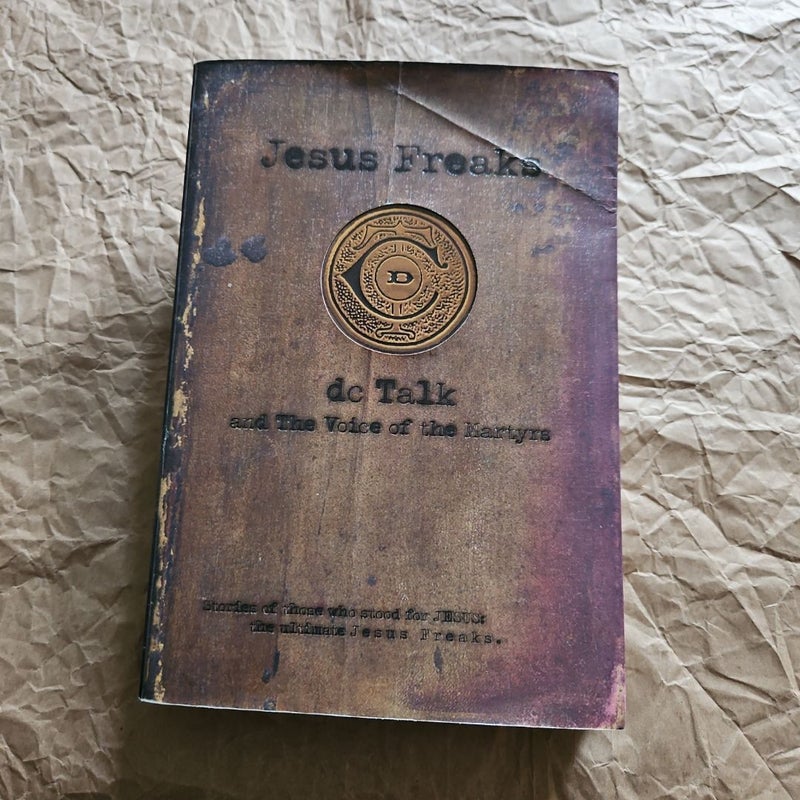 Jesus Freaks
D C T
dc Talk
and The Voice of the Martyrs
Stories of those who stood for JESUS:
the ultimate Jesus Freaks.